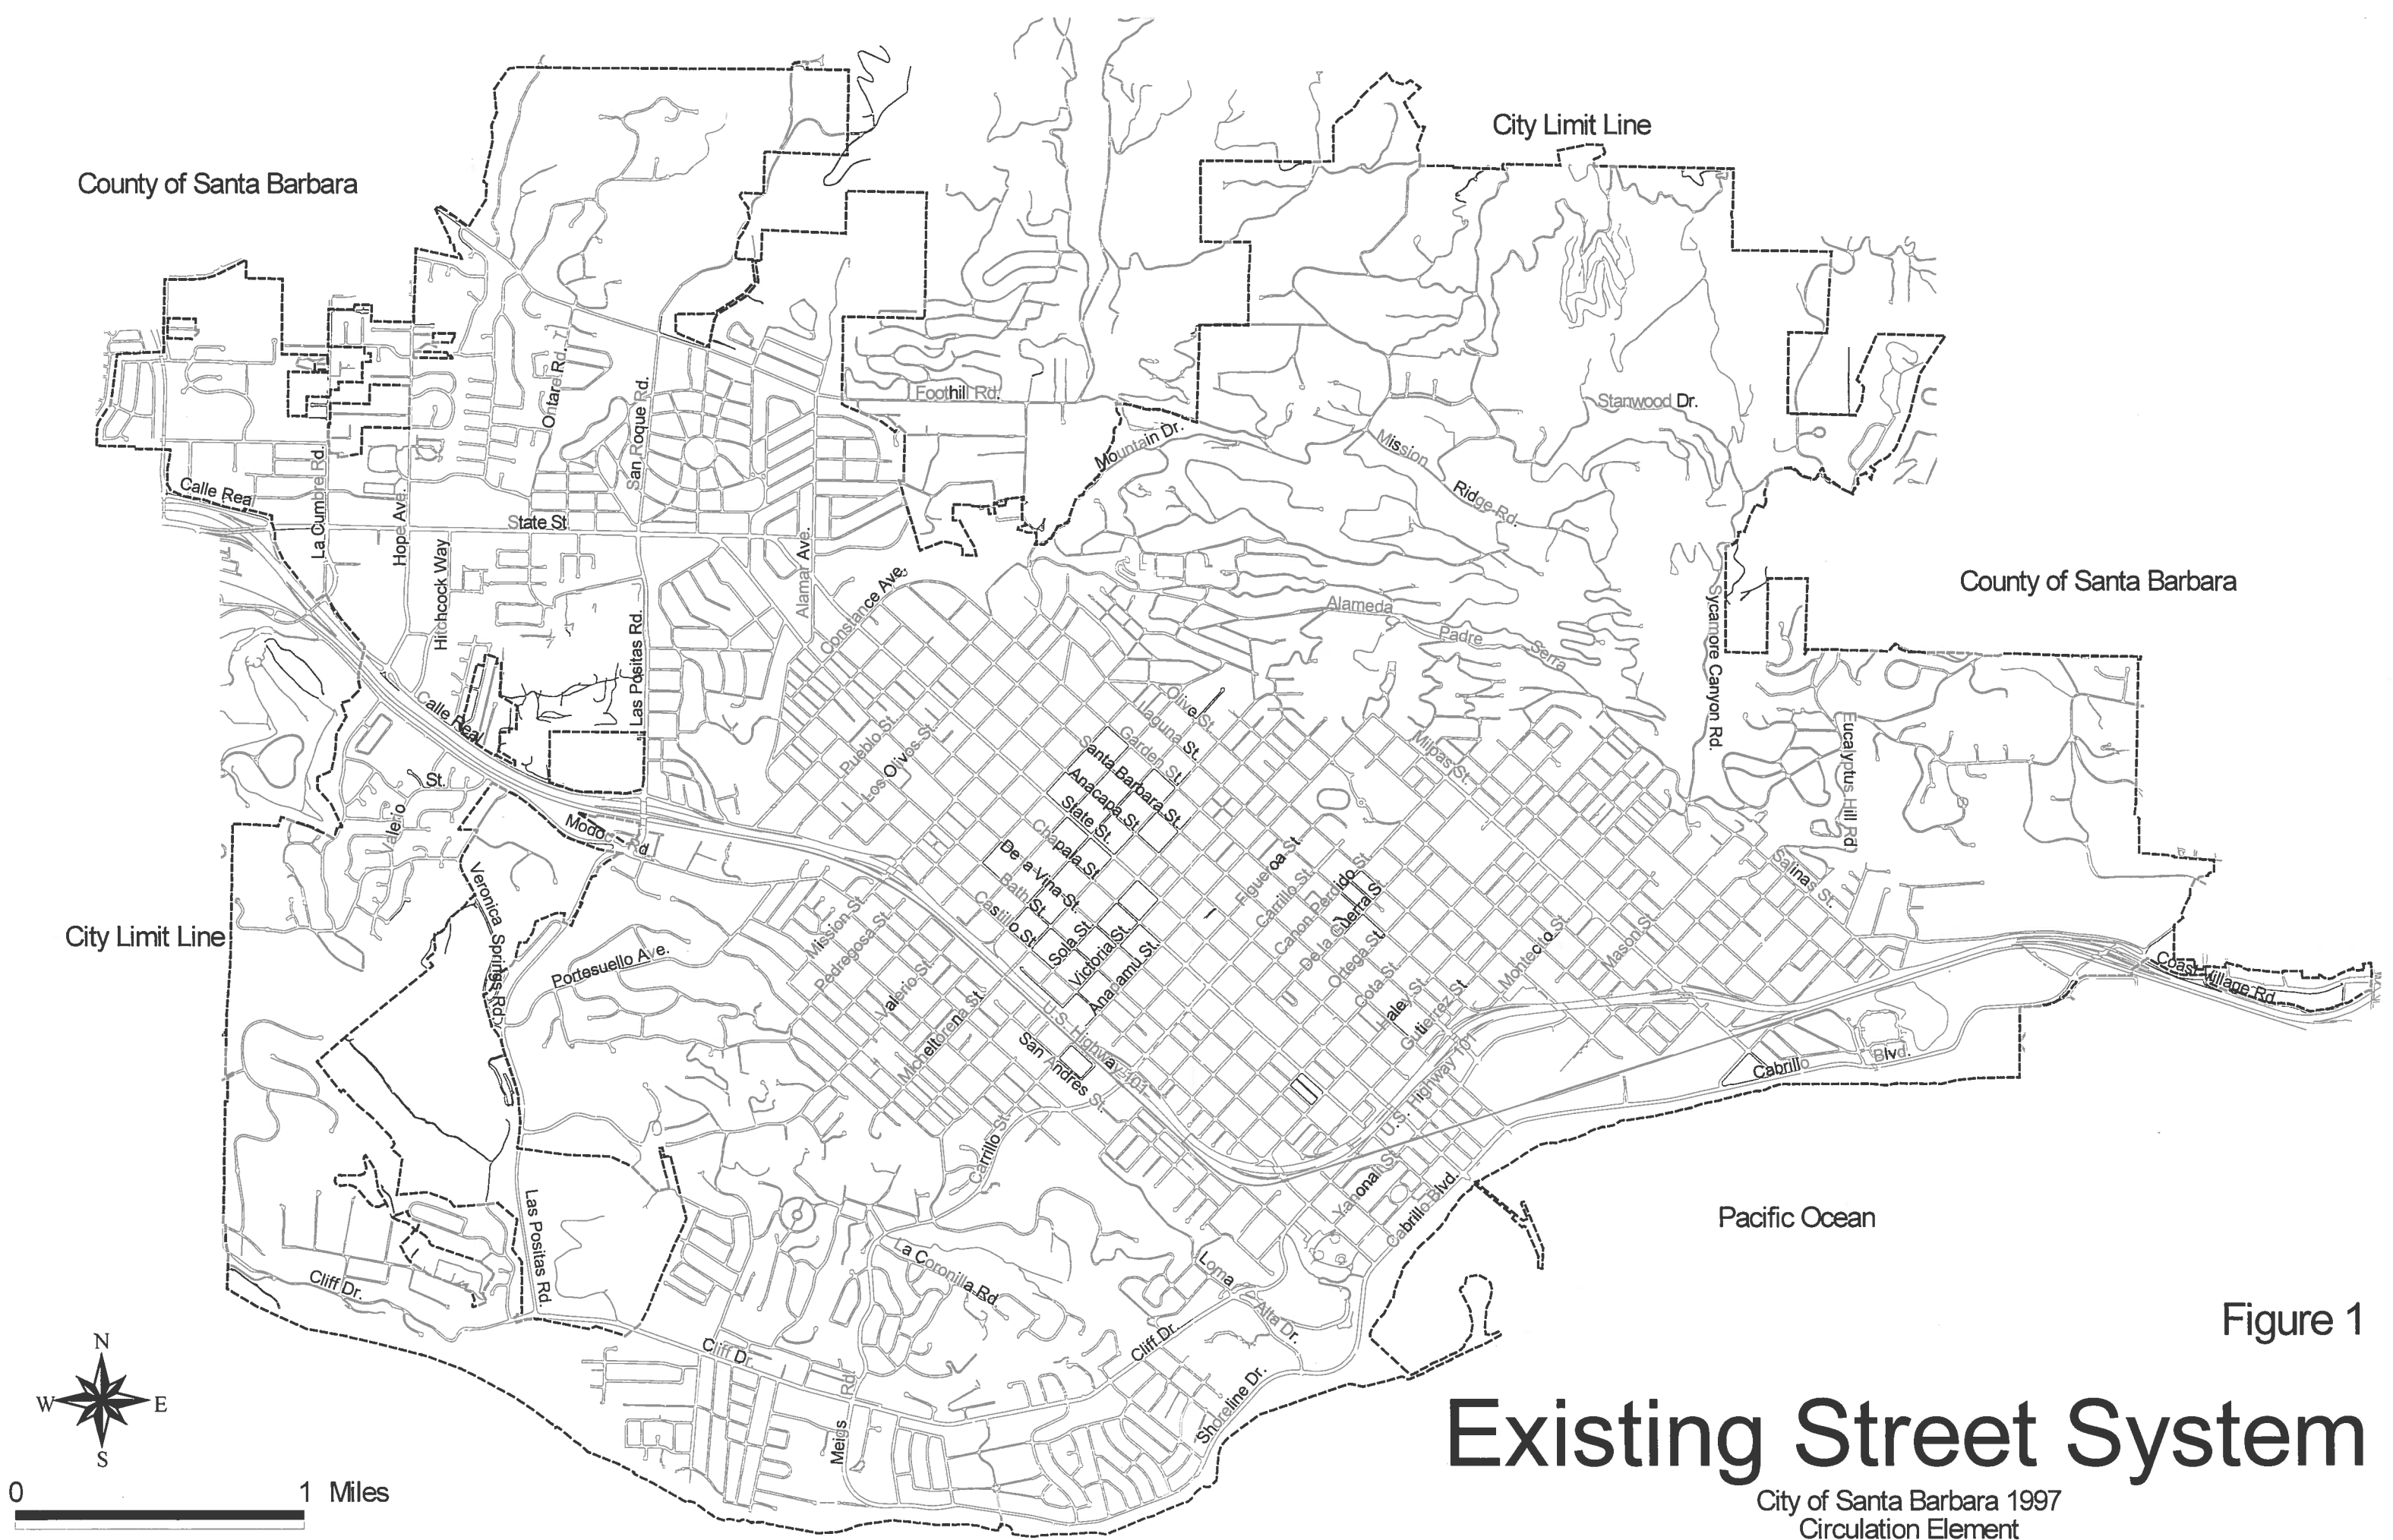 City Limit Line
County of Santa Barbara
Foothill Rd.
Ontare Rd.
San Roque Rd.
Stanwood Dr.
Mountain Dr.
Mission
Ridge Rd.
Calle Real
La Cumbre Rd.
Hope Ave.
State St.
Hitchcock Way
Alamar Ave.
Constance Ave.
Sycamore Canyon Rd.
County of Santa Barbara
Alameda
Padre
Serra
Las Positas Rd.
Calle Real
Olive St.
Laguna St.
Garden St.
Santa Barbara St.
Anacapa St.
State St.
Chapala St.
De la Vina St.
Bath St.
Castillo St.
Pueblo St.
Los Olivos St.
Milpas St.
Eucalyptus Hill Rd.
Valerio
St.
Modoc Rd.
Veronica Springs Rd.
Salinas St.
Figueroa St.
Carrillo St.
Canon Perdido St.
De la Guerra St.
Ortega St.
Cota St.
Haley St.
Gutierrez St.
Montecito St.
Mason St.
City Limit Line
Mission St.
Pedregosa St.
Valerio St.
Micheltorena St.
Portesuello Ave.
Sola St.
Victoria St.
Anapamu St.
U.S. Highway 101
San Andres St.
U.S. Highway 101
Coast Village Rd.
Cabrillo
Blvd.
Carrillo St.
Yanonali St.
Cabrillo Blvd.
Las Positas Rd.
Pacific Ocean
La Coronilla Rd.
Loma
Alta Dr.
Cliff Dr.
Cliff Dr.
Cliff Dr.
Meigs
Rd.
Shoreline Dr.
Figure 1
N
W
E
S
0
1 Miles
Existing Street System
City of Santa Barbara 1997
Circulation Element